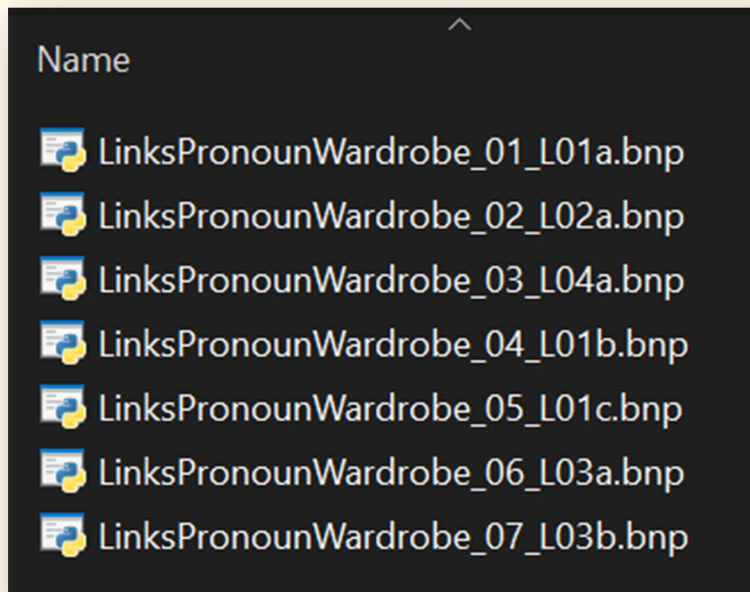 Name
LinksPronounWardrobe_01_L01a.bnp
LinksPronounWardrobe_02_L02a.bnp
LinksPronounWardrobe_03_L04a.bnp
LinksPronounWardrobe_04_L01b.bnp
LinksPronounWardrobe_05_L01c.bnp
LinksPronounWardrobe_06_L03a.bnp
LinksPronounWardrobe_07_L03b.bnp